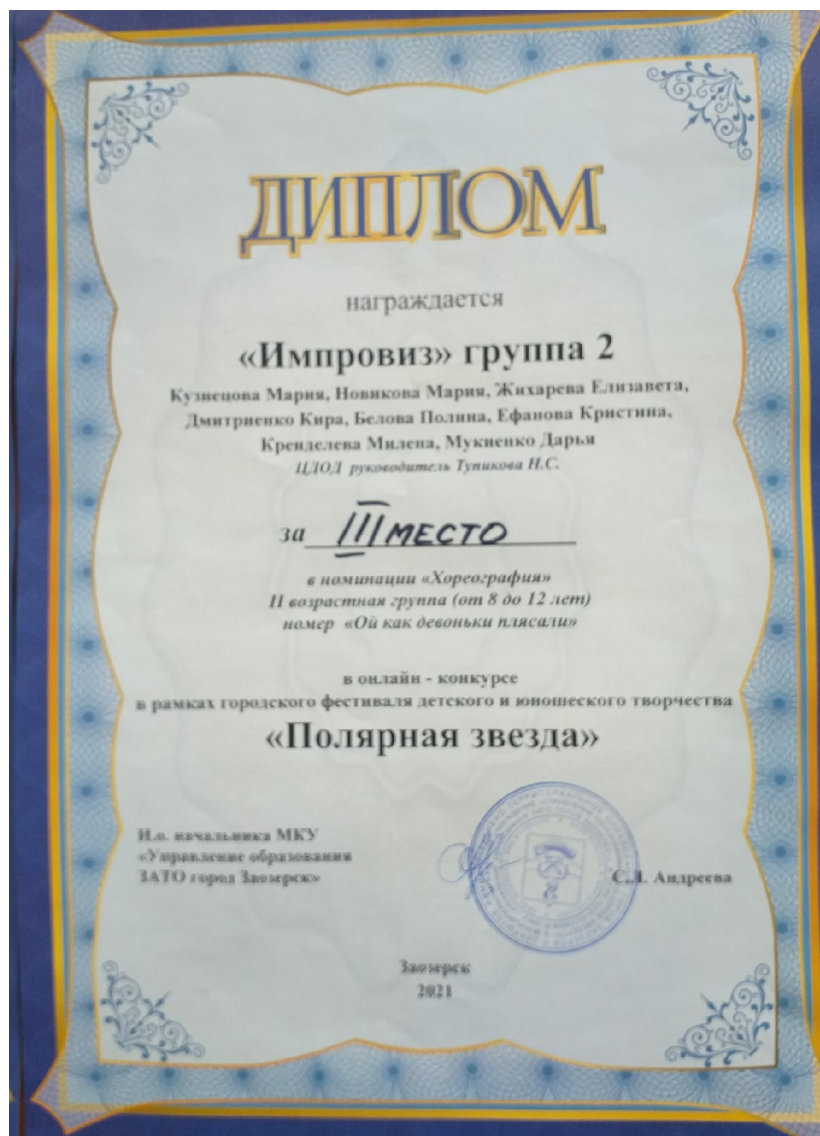 ДИПЛОМ
награждается
«Импровиз» группа 2
Кузнецова Мария, Новикова Мария, Жихарева Елизавета,
Дмитриенко Кира, Белова Полина, Ефанова Кристина,
Кренделева Милена, Мукиенко Дарья
ЦДОД руководитель Тупикова Н.С.
за III МЕСТО
в номинации «Хореография»
II возрастная группа (от 8 до 12 лет)
номер «Ой как девоньки плясали»
в онлайн - конкурсе
в рамках городского фестиваля детского и юношеского творчества
«Полярная звезда»
И.о. начальника МКУ
«Управление образования
ЗАТО город Заозерск»
Андреева
Заозерск
2021